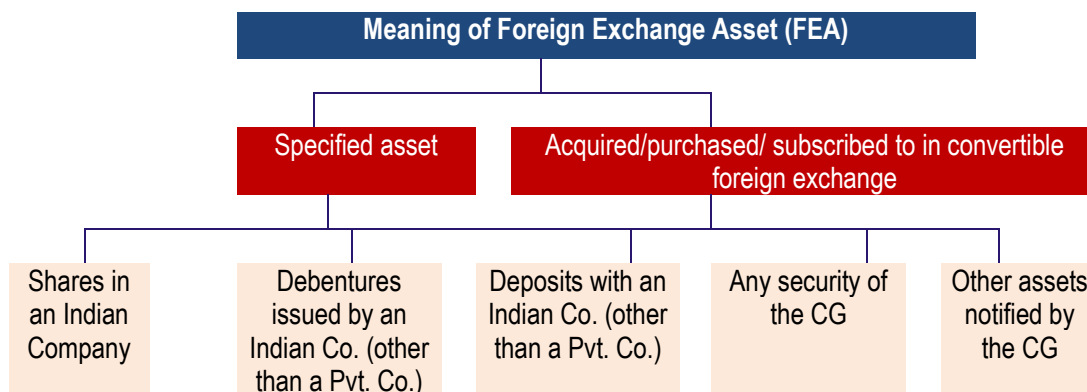 Meaning of Foreign Exchange Asset (FEA)
Specified asset
Acquired/purchased/ subscribed to in convertible
foreign exchange
Shares in
an Indian
Company
Debentures
issued by an
Indian Co. (other
than a Pvt. Co.)
Deposits with an
Indian Co. (other
than a Pvt. Co.)
Any security of
the CG
Other assets
notified by
the CG